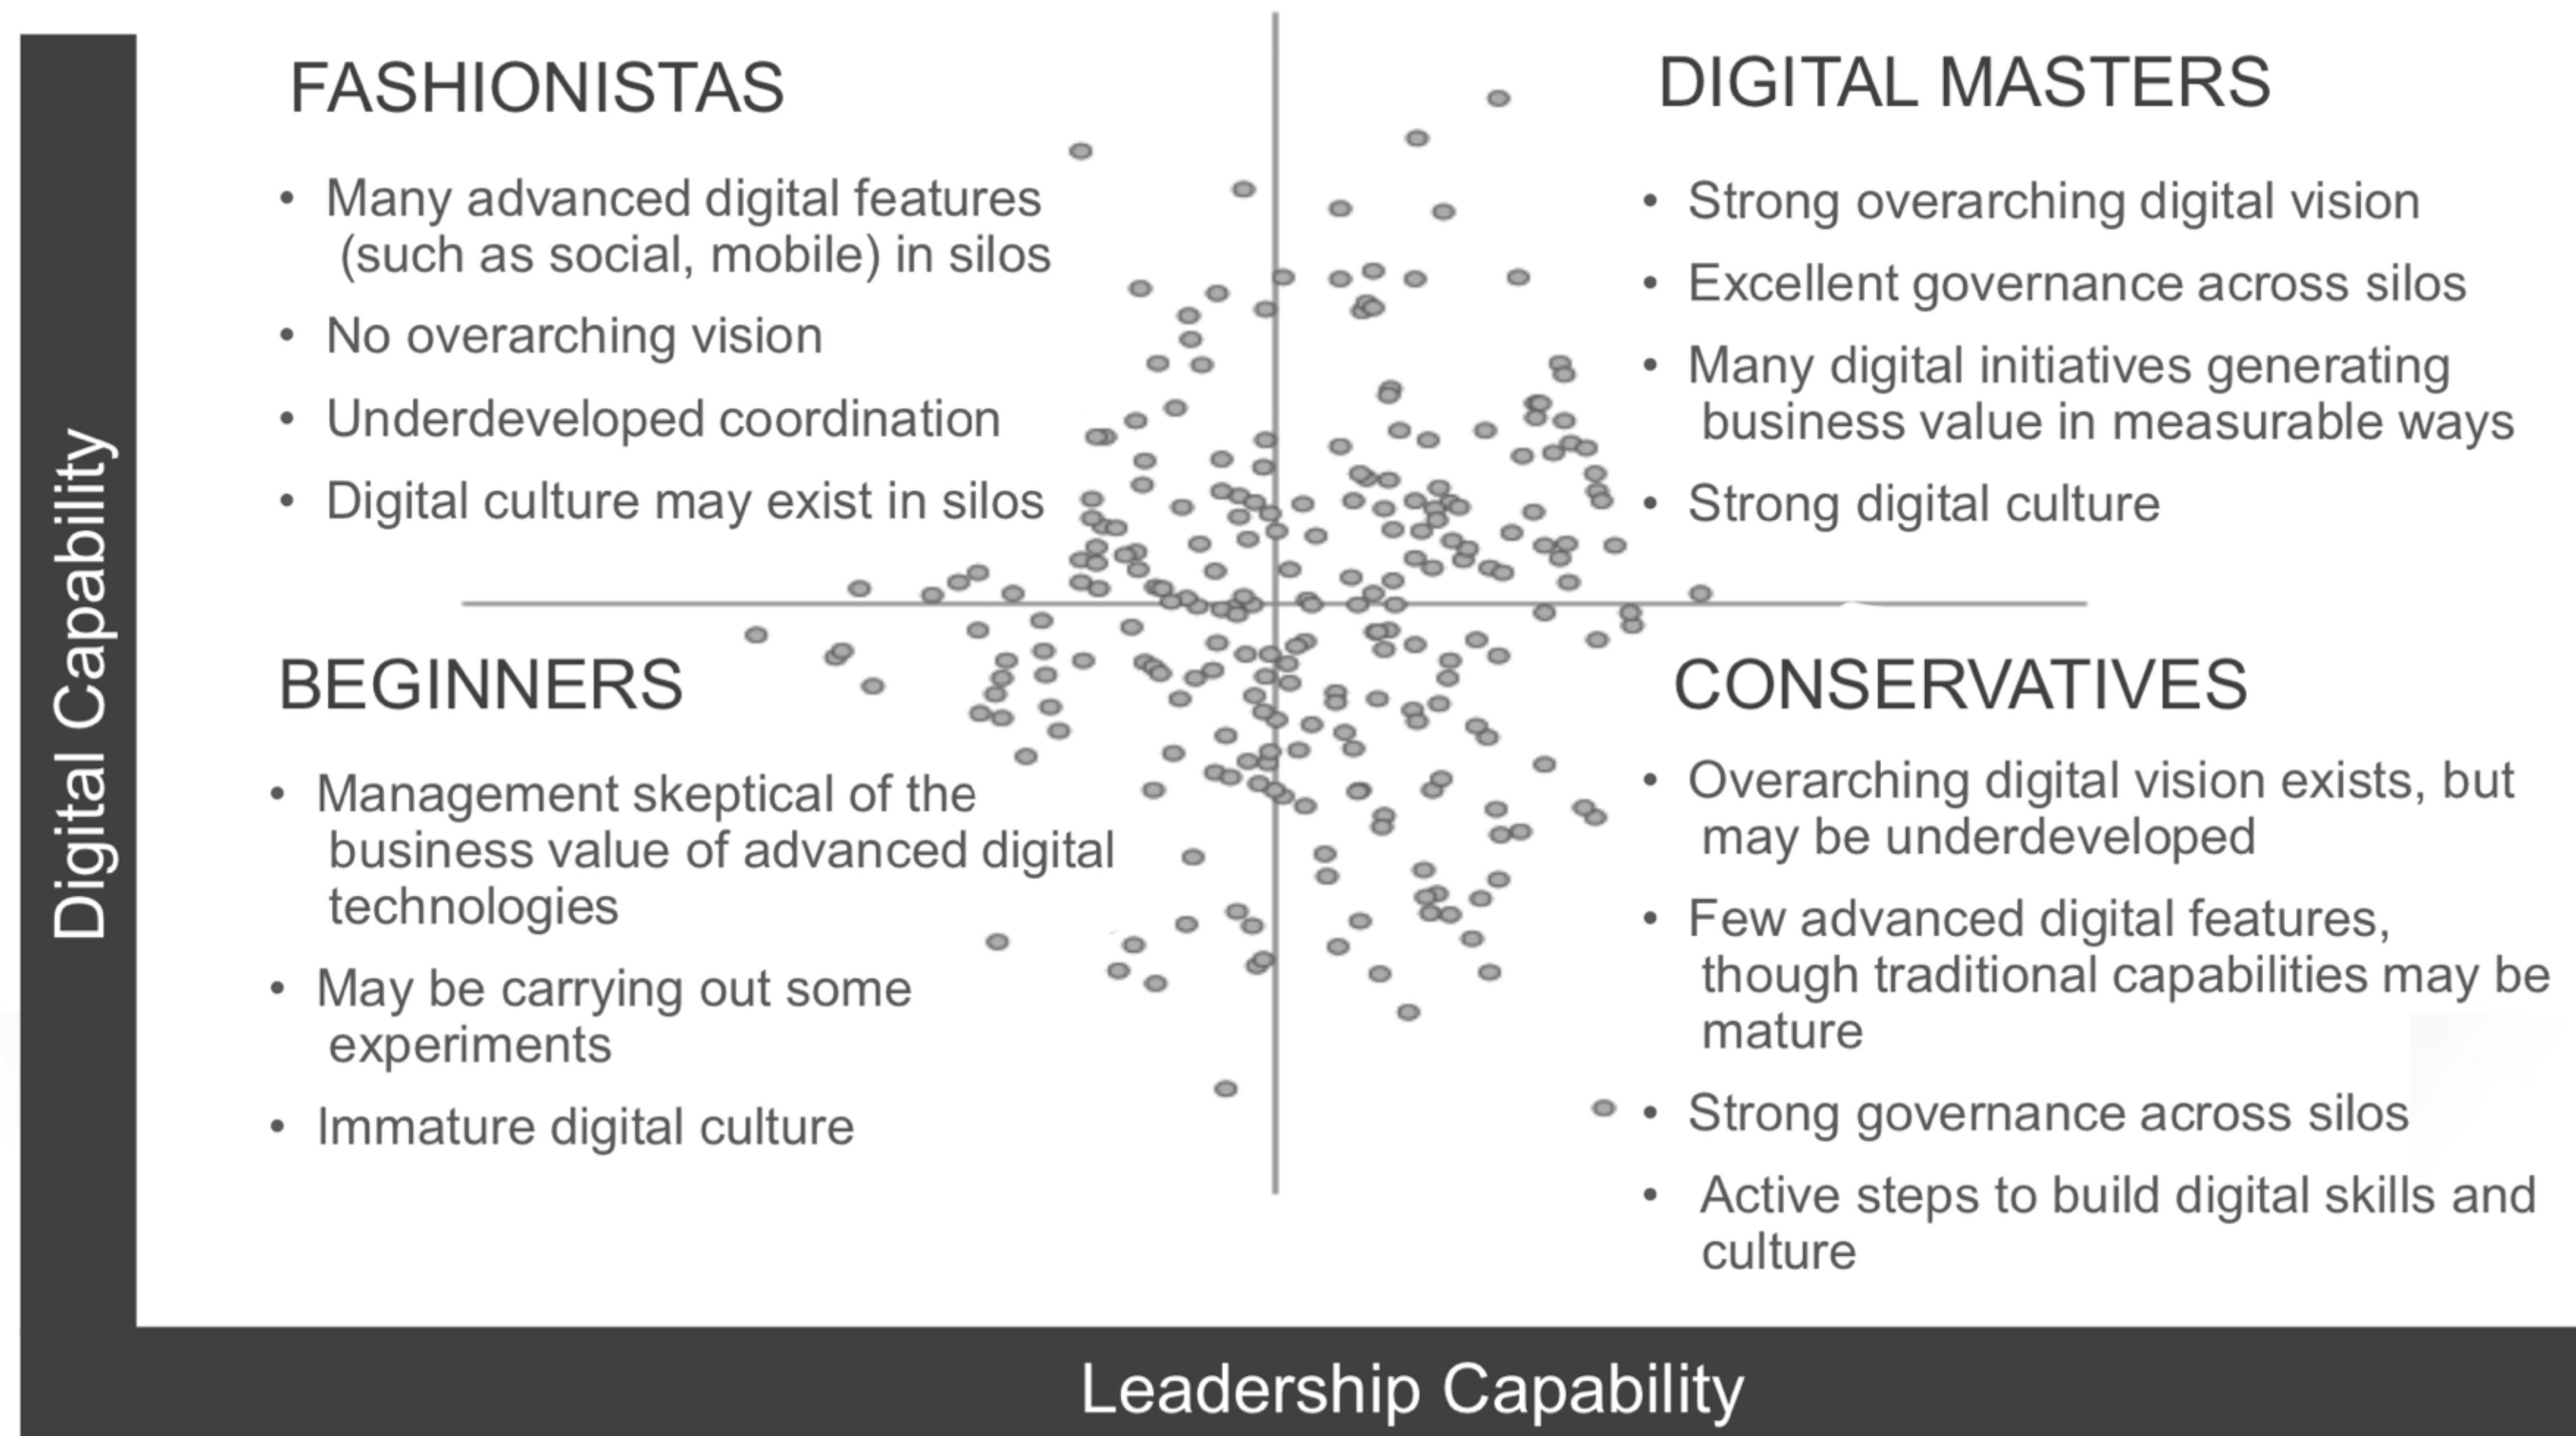 Digital Capability
FASHIONISTAS
• Many advanced digital features
(such as social, mobile) in silos
• No overarching vision
• Underdeveloped coordination
• Digital culture may exist in silos
DIGITAL MASTERS
• Strong overarching digital vision
• Excellent governance across silos
• Many digital initiatives generating
business value in measurable ways
• Strong digital culture
BEGINNERS
• Management skeptical of the
business value of advanced digital
technologies
• May be carrying out some
experiments
• Immature digital culture
CONSERVATIVES
• Overarching digital vision exists, but
may be underdeveloped
• Few advanced digital features,
though traditional capabilities may be
mature
• Strong governance across silos
• Active steps to build digital skills and
culture
Leadership Capability